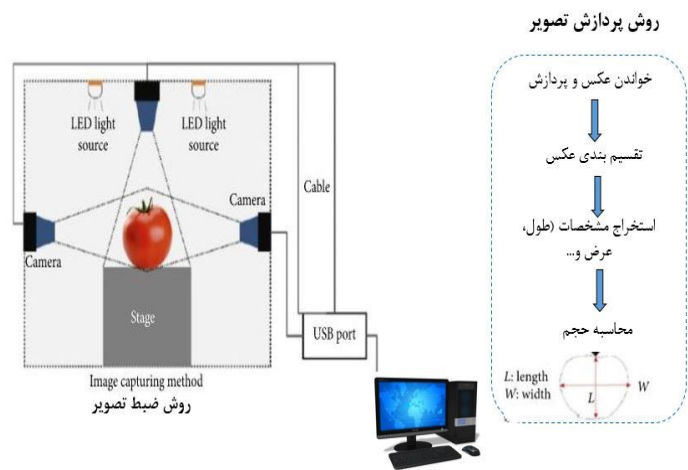 LED light
source
LED light
source
Cable
Camera
Camera
Stage
USB port
Image capturing method
روش ضبط تصویر
روش پردازش تصویر
خواندن عکس و پردازش
تقسیم بندی عکس
استخراج مشخصات (طول،
عرض و...
محاسبه حجم
L: length
W: width
L
W